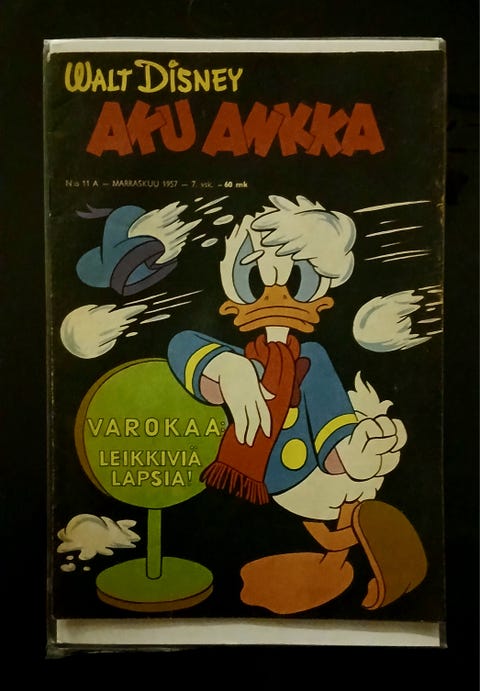 WALT DISNEY
AKU ANKKA
N:o 11 A — MARRASKUU 1957 — 7. vsk. — 60 mk
VAROKAA:
LEIKKIVIÄ
LAPSIA!